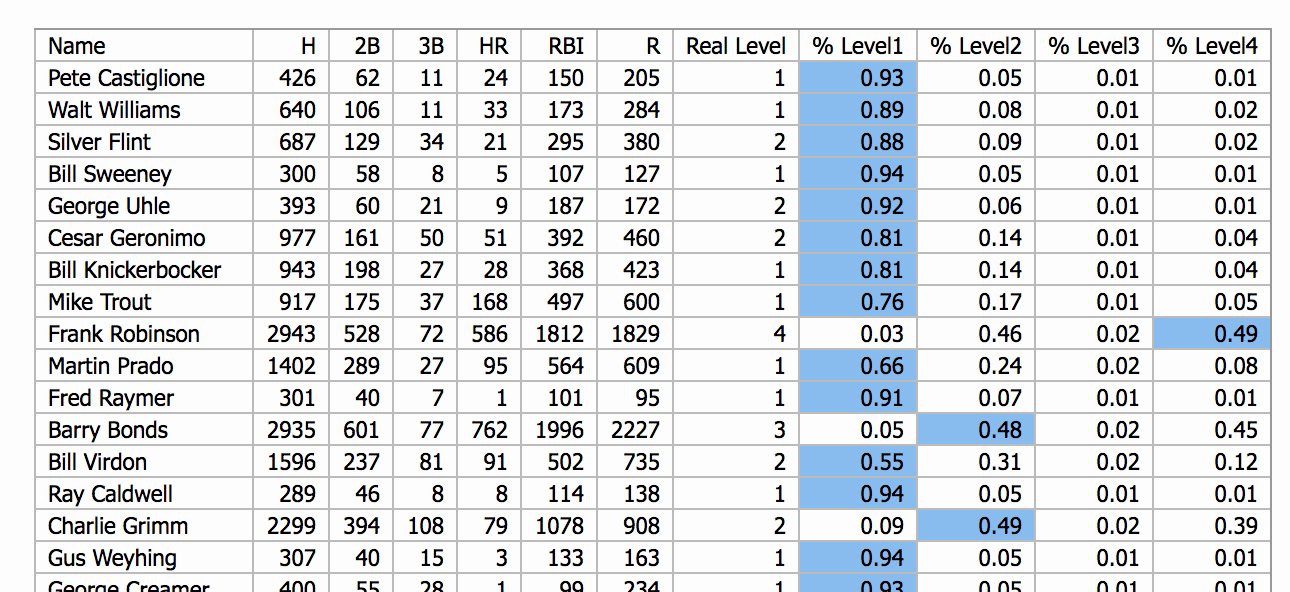 Name H 2B 3B HR RBI R Real Level % Level1 % Level2 % Level3 % Level4
Pete Castiglione 426 62 11 24 150 205 1 0.93 0.05 0.01 0.01
Walt Williams 640 106 11 33 173 284 1 0.89 0.08 0.01 0.02
Silver Flint 687 129 34 21 295 380 2 0.88 0.09 0.01 0.02
Bill Sweeney 300 58 8 5 107 127 1 0.94 0.05 0.01 0.01
George Uhle 393 60 21 9 187 172 2 0.92 0.06 0.01 0.01
Cesar Geronimo 977 161 50 51 392 460 2 0.81 0.14 0.01 0.04
Bill Knickerbocker 943 198 27 28 368 423 1 0.81 0.14 0.01 0.04
Mike Trout 917 175 37 168 497 600 1 0.76 0.17 0.01 0.05
Frank Robinson 2943 528 72 586 1812 1829 4 0.03 0.46 0.02 0.49
Martin Prado 1402 289 27 95 564 609 1 0.66 0.24 0.02 0.08
Fred Raymer 301 40 7 1 101 95 1 0.91 0.07 0.01 0.01
Barry Bonds 2935 601 77 762 1996 2227 3 0.05 0.48 0.02 0.45
Bill Virdon 1596 237 81 91 502 735 2 0.55 0.31 0.02 0.12
Ray Caldwell 289 46 8 8 114 138 1 0.94 0.05 0.01 0.01
Charlie Grimm 2299 394 108 79 1078 908 2 0.09 0.49 0.02 0.39
Gus Weyhing 307 40 15 3 133 163 1 0.94 0.05 0.01 0.01
George Creamer 400 55 28 1 99 234 1 0.93 0.05 0.01 0.01